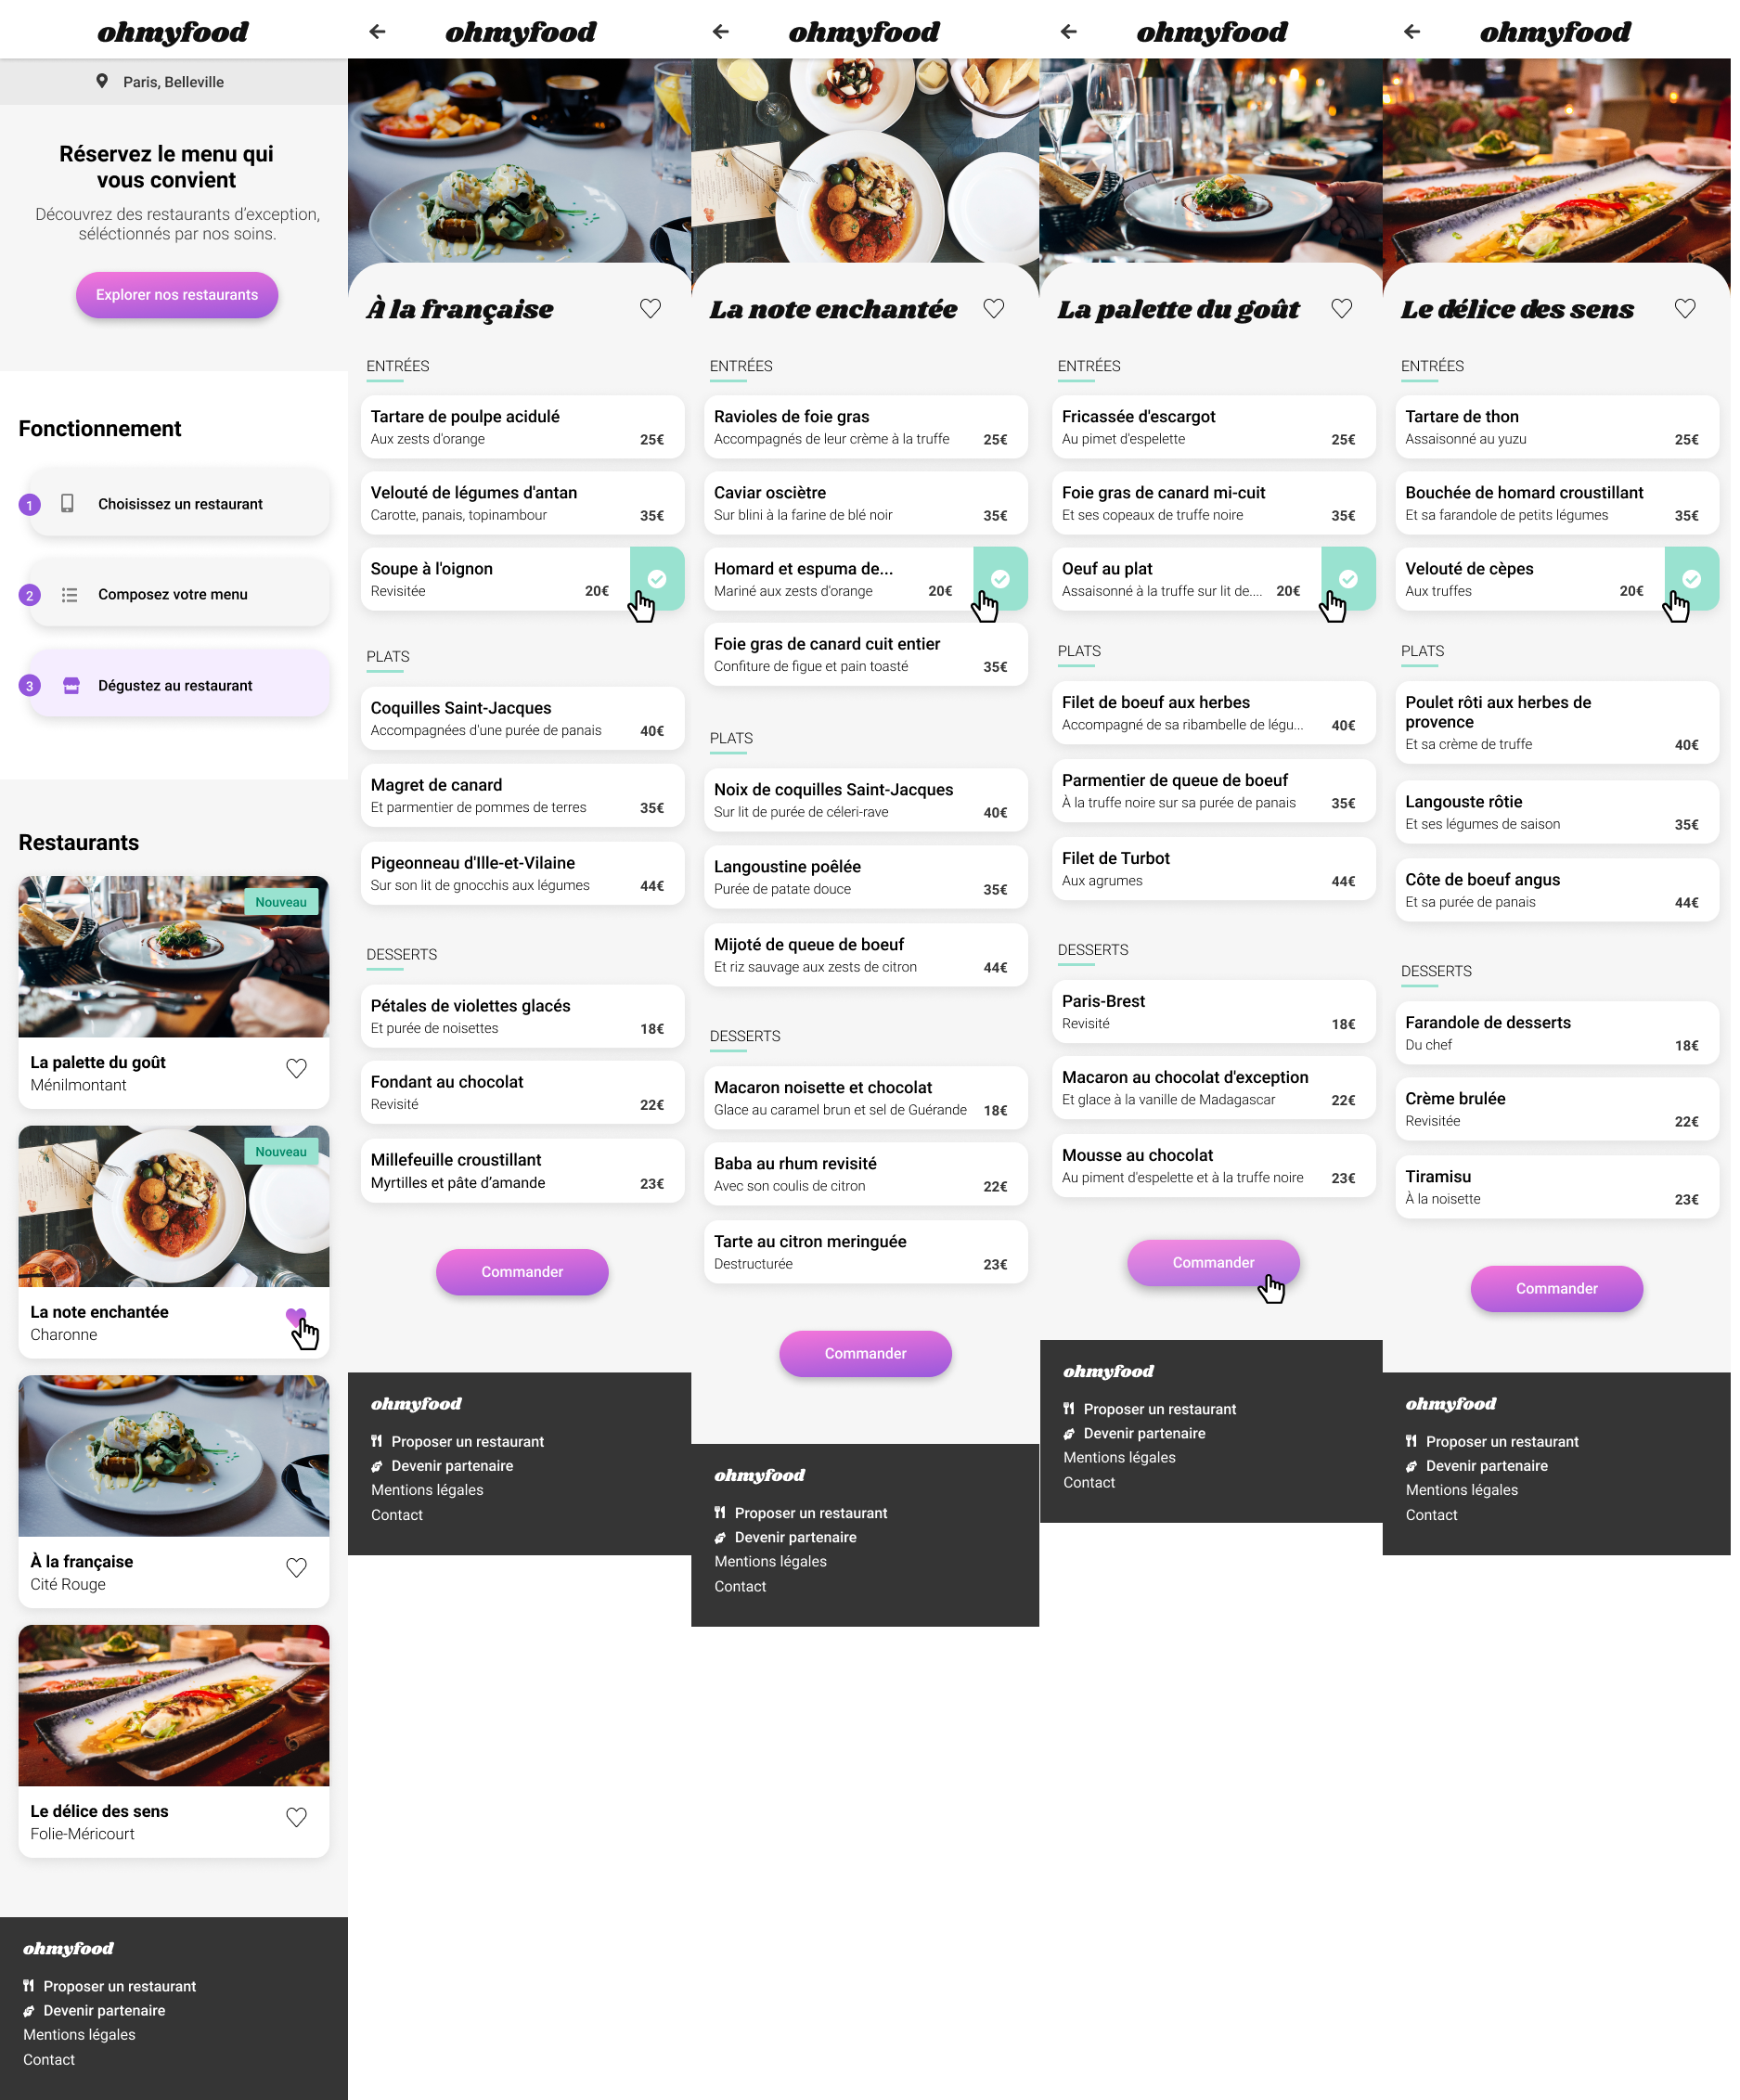 ohmyfood
Paris, Belleville
Réservez le menu qui
vous convient
Découvrez des restaurants d’exception,
séléctionnés par nos soins.
Explorer nos restaurants
Fonctionnement
1
Choisissez un restaurant
2
Composez votre menu
3
Dégustez au restaurant
Restaurants
Nouveau
La palette du goût
Ménilmontant
Nouveau
La note enchantée
Charonne
À la française
Cité Rouge
Le délice des sens
Folie-Méricourt
ohmyfood
Proposer un restaurant
Devenir partenaire
Mentions légales
Contact
ohmyfood
À la française
ENTRÉES
Tartare de poulpe acidulé
Aux zests d'orange 25€
Velouté de légumes d'antan
Carotte, panais, topinambour 35€
Soupe à l'oignon
Revisitée 20€
PLATS
Coquilles Saint-Jacques
Accompagnées d'une purée de panais 40€
Magret de canard
Et parmentier de pommes de terres 35€
Pigeonneau d'Ille-et-Vilaine
Sur son lit de gnocchis aux légumes 44€
DESSERTS
Pétales de violettes glacés
Et purée de noisettes 18€
Fondant au chocolat
Revisité 22€
Millefeuille croustillant
Myrtilles et pâte d’amande 23€
Commander
ohmyfood
Proposer un restaurant
Devenir partenaire
Mentions légales
Contact
ohmyfood
La note enchantée
ENTRÉES
Ravioles de foie gras
Accompagnés de leur crème à la truffe 25€
Caviar osciètre
Sur blini à la farine de blé noir 35€
Homard et espuma de...
Mariné aux zests d'orange 20€
Foie gras de canard cuit entier
Confiture de figue et pain toasté 35€
PLATS
Noix de coquilles Saint-Jacques
Sur lit de purée de céleri-rave 40€
Langoustine poêlée
Purée de patate douce 35€
Mijoté de queue de boeuf
Et riz sauvage aux zests de citron 44€
DESSERTS
Macaron noisette et chocolat
Glace au caramel brun et sel de Guérande 18€
Baba au rhum revisité
Avec son coulis de citron 22€
Tarte au citron meringuée
Destructurée 23€
Commander
ohmyfood
Proposer un restaurant
Devenir partenaire
Mentions légales
Contact
ohmyfood
La palette du goût
ENTRÉES
Fricassée d'escargot
Au pimet d'espelette 25€
Foie gras de canard mi-cuit
Et ses copeaux de truffe noire 35€
Oeuf au plat
Assaisonné à la truffe sur lit de.... 20€
PLATS
Filet de boeuf aux herbes
Accompagné de sa ribambelle de légu... 40€
Parmentier de queue de boeuf
À la truffe noire sur sa purée de panais 35€
Filet de Turbot
Aux agrumes 44€
DESSERTS
Paris-Brest
Revisité 18€
Macaron au chocolat d'exception
Et glace à la vanille de Madagascar 22€
Mousse au chocolat
Au piment d'espelette et à la truffe noire 23€
Commander
ohmyfood
Proposer un restaurant
Devenir partenaire
Mentions légales
Contact
ohmyfood
Le délice des sens
ENTRÉES
Tartare de thon
Assaisonné au yuzu 25€
Bouchée de homard croustillant
Et sa farandole de petits légumes 35€
Velouté de cèpes
Aux truffes 20€
PLATS
Poulet rôti aux herbes de
provence
Et sa crème de truffe 40€
Langouste rôtie
Et ses légumes de saison 35€
Côte de boeuf angus
Et sa purée de panais 44€
DESSERTS
Farandole de desserts
Du chef 18€
Crème brulée
Revisitée 22€
Tiramisu
À la noisette 23€
Commander
ohmyfood
Proposer un restaurant
Devenir partenaire
Mentions légales
Contact